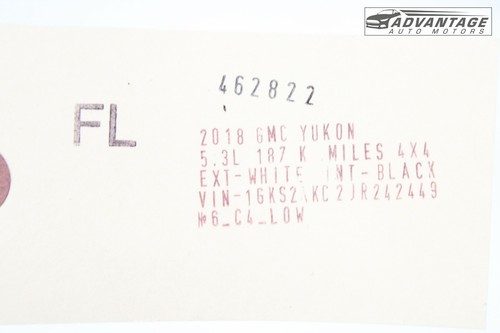 ADVANTAGE
AUTO MOTORS
462822
FL
2018 GMC YUKON
5.3L 187 K MILES 4X4
EXT-WHITE INT-BLACK
#6_C4_LOW